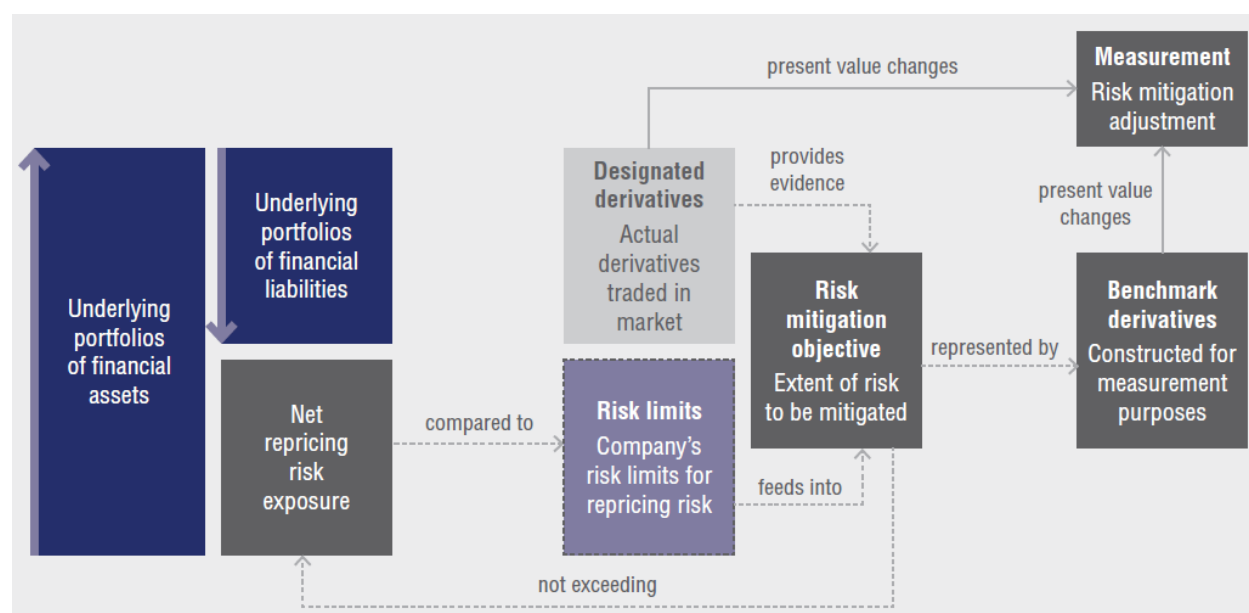 present value changes
Measurement
Risk mitigation
adjustment
Underlying
portfolios
of financial
assets
Underlying
portfolios
of financial
liabilities
Designated
derivatives
Actual
derivatives
traded in
market
provides
evidence
present value
changes
Net
repricing
risk
exposure
compared to
Risk limits
Company’s
risk limits for
repricing risk
feeds into
Risk
mitigation
objective
Extent of risk
to be mitigated
represented by
Benchmark
derivatives
Constructed for
measurement
purposes
not exceeding